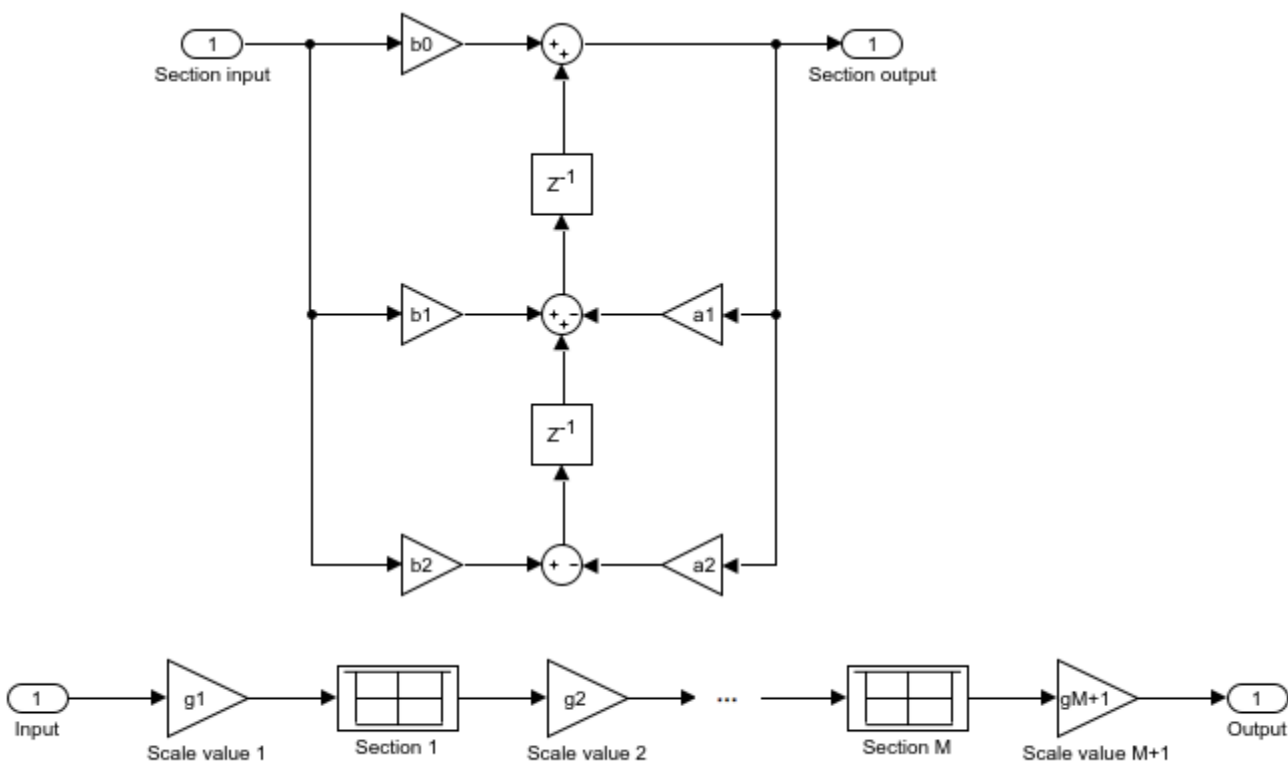 1 b0 + + 1
Section input Section output
Z-1
b1 + + - a1
Z-1
b2 + - a2
1 g1 g2 ... gM+1 1
Input Scale value 1 Section 1 Scale value 2 Section M Scale value M+1 Output